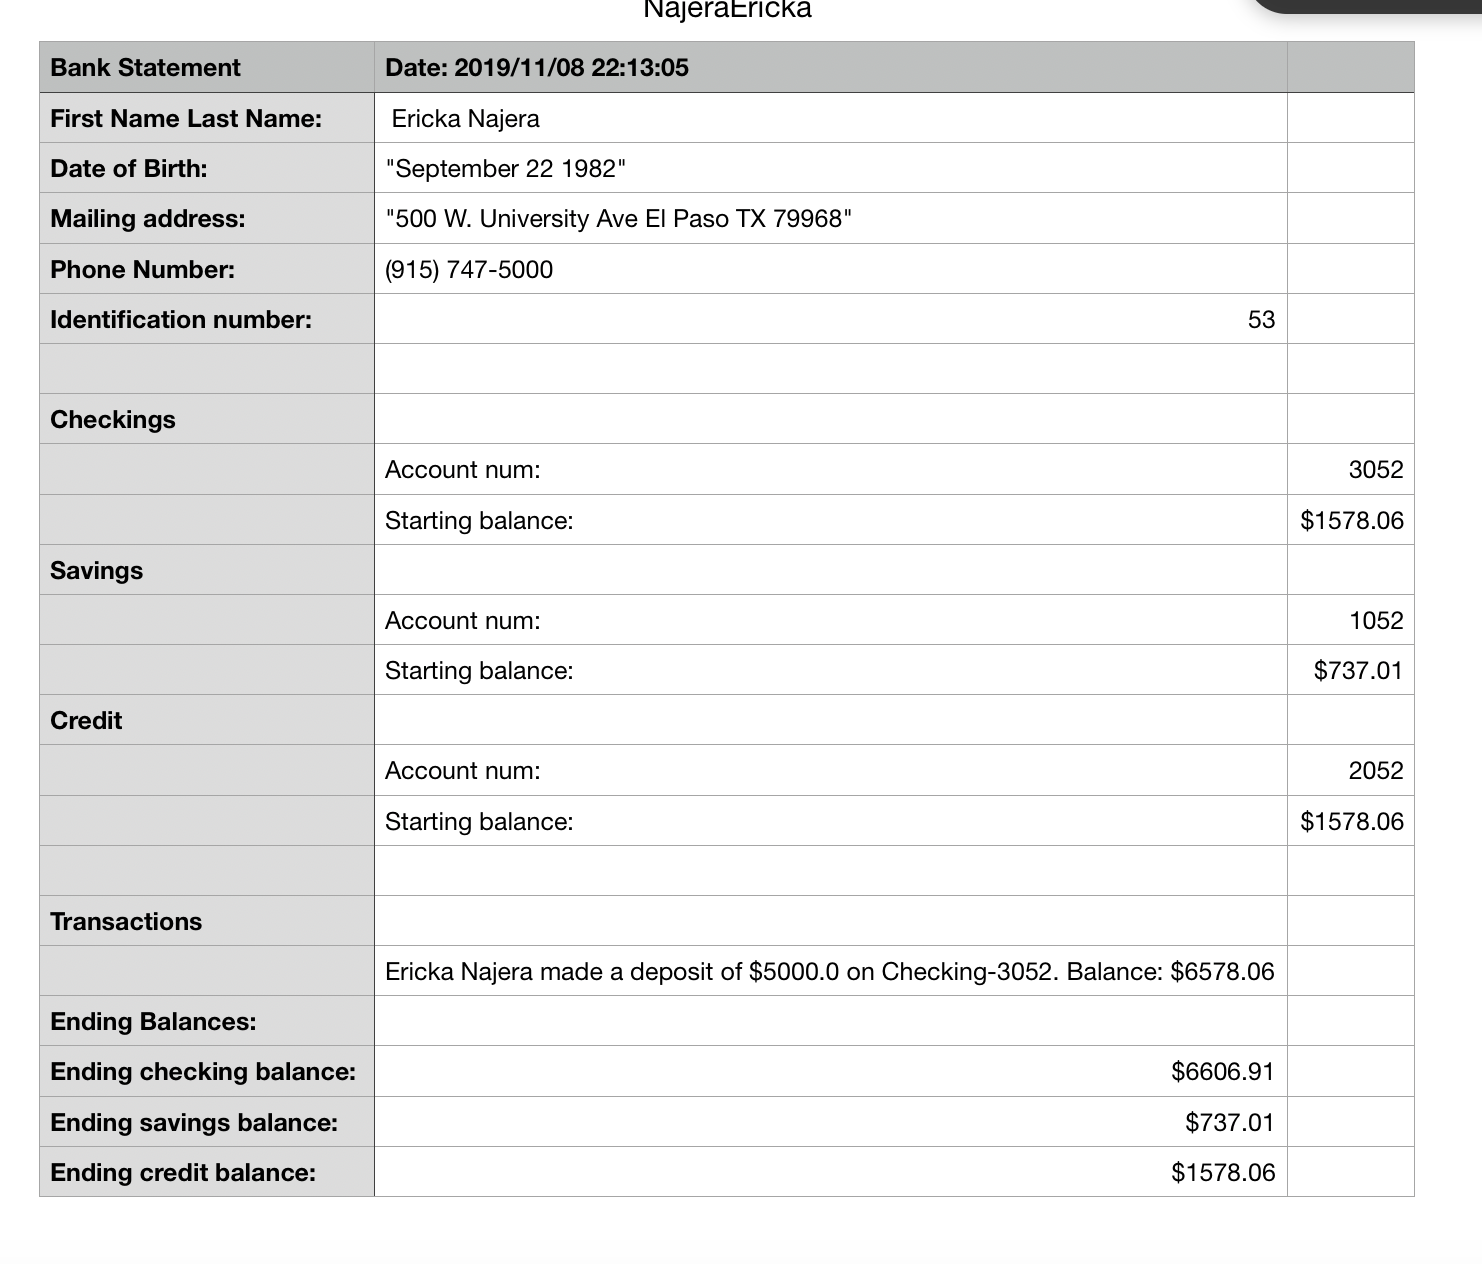 NajeraEricka
Bank Statement Date: 2019/11/08 22:13:05
First Name Last Name: Ericka Najera
Date of Birth: "September 22 1982"
Mailing address: "500 W. University Ave El Paso TX 79968"
Phone Number: (915) 747-5000
Identification number: 53
Checkings
Account num: 3052
Starting balance: $1578.06
Savings
Account num: 1052
Starting balance: $737.01
Credit
Account num: 2052
Starting balance: $1578.06
Transactions
Ericka Najera made a deposit of $5000.0 on Checking-3052. Balance: $6578.06
Ending Balances:
Ending checking balance: $6606.91
Ending savings balance: $737.01
Ending credit balance: $1578.06